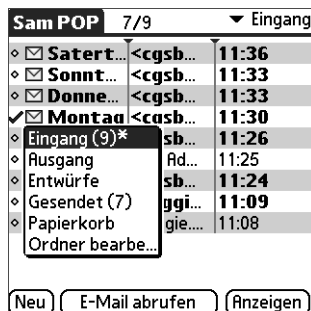 Sam POP 7/9 Eingang
Satert... <cgsb... 11:36
Sonnt... <cgsb... 11:33
Donne... <cgsb... 11:33
Montag <cgsb... 11:30
Eingang (9)* sb... 11:26
Ausgang Ad... 11:25
Entwürfe sb... 11:24
Gesendet (7) ggi... 11:09
Papierkorb gie.... 11:08
Ordner bearbe...
Neu E-Mail abrufen Anzeigen